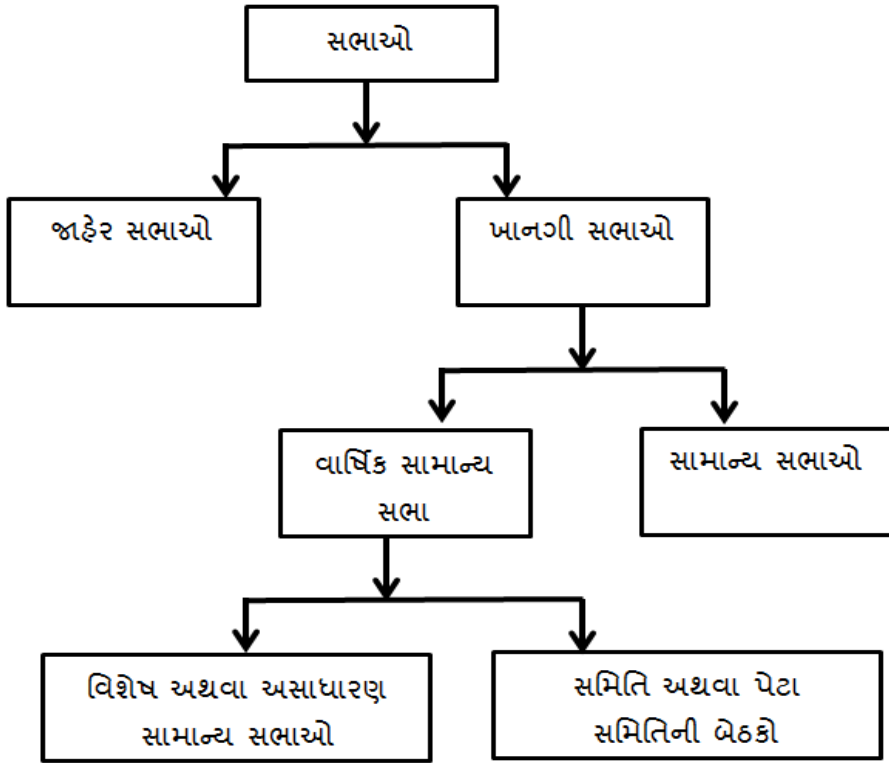 સભાઓ
જાહેર સભાઓ
ખાનગી સભાઓ
વાર્ષિક સામાન્ય
સભા
સામાન્ય સભાઓ
વિશેષ અથવા અસાધારણ
સામાન્ય સભાઓ
સમિતિ અથવા પેટા
સમિતિની બેઠકો